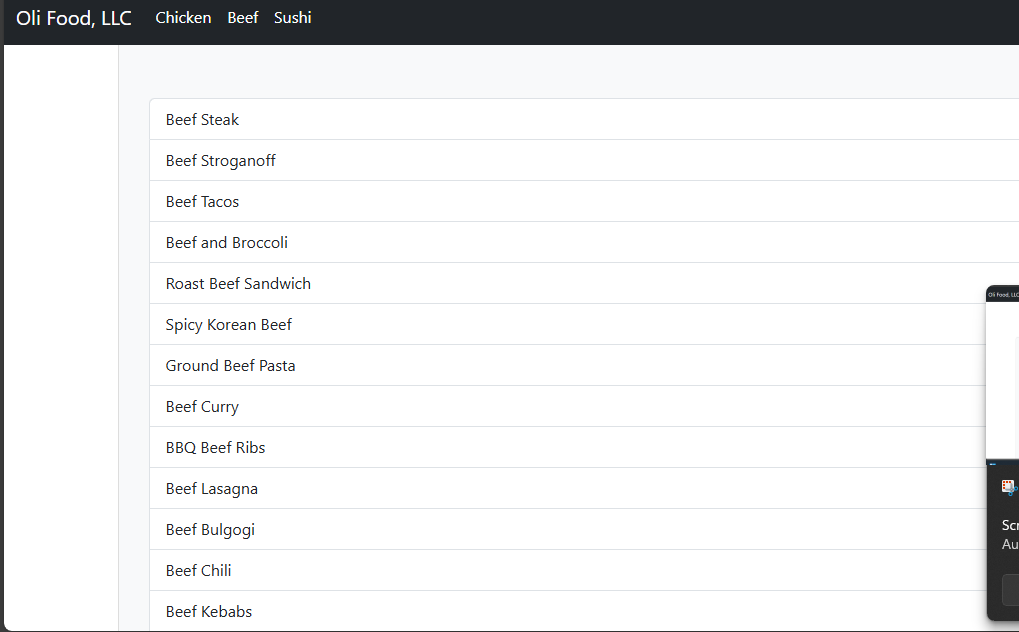 Oli Food, LLC Chicken Beef Sushi
Beef Steak
Beef Stroganoff
Beef Tacos
Beef and Broccoli
Roast Beef Sandwich
Oli Food, LLC
Spicy Korean Beef
Ground Beef Pasta
Beef Curry
BBQ Beef Ribs
Beef Lasagna
Beef Bulgogi
Beef Chili
Beef Kebabs
Scr
Au